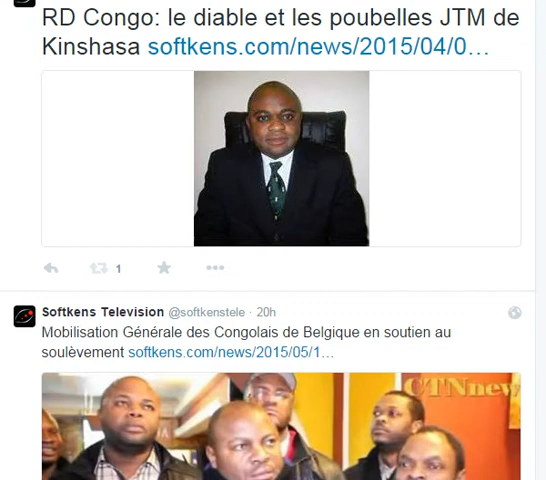 RD Congo: le diable et les poubelles JTM de
Kinshasa softkens.com/news/2015/04/0…
1
Softkens Television @softkenstele · 20h
Mobilisation Générale des Congolais de Belgique en soutien au
soulèvement softkens.com/news/2015/05/1…
CTNnew